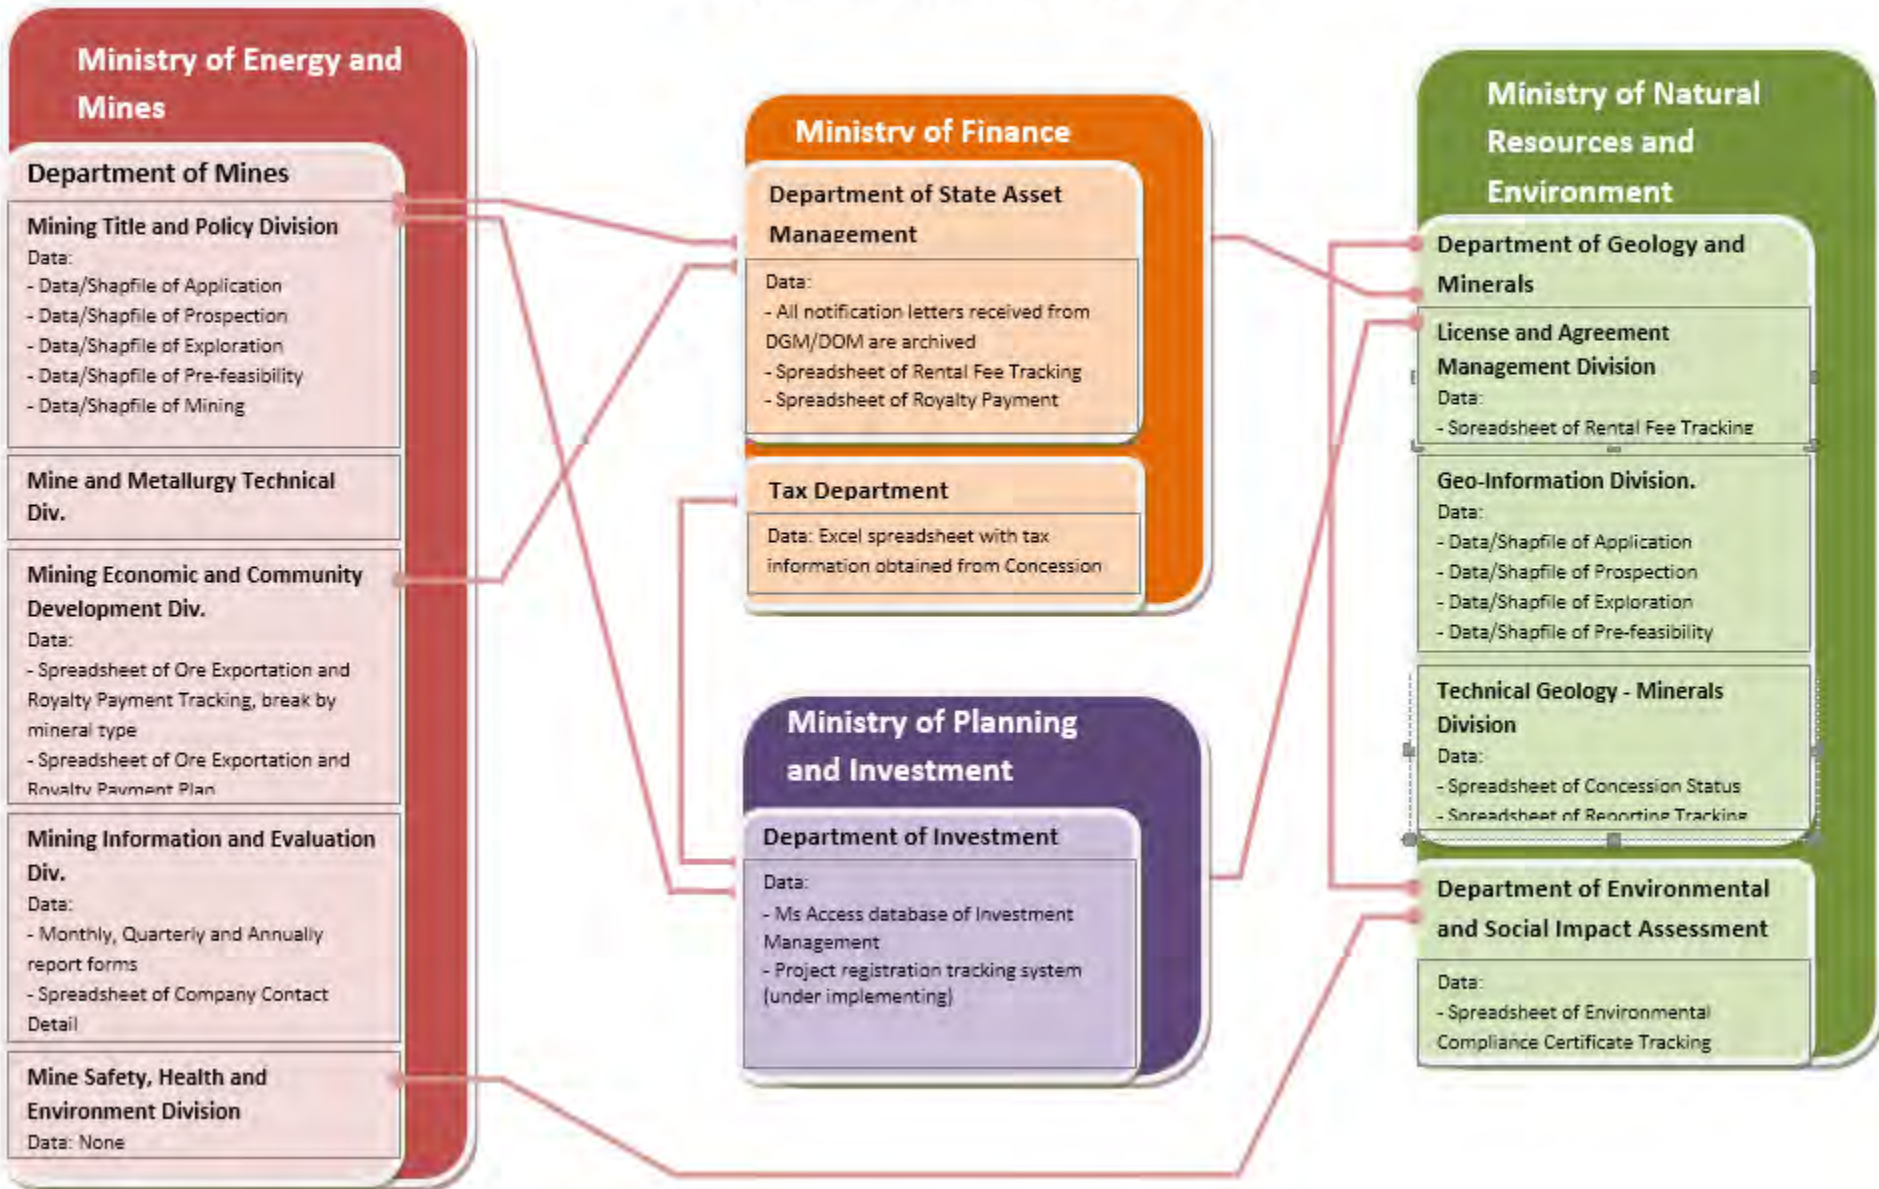 Ministry of Energy and
Mines
Department of Mines
Mining Title and Policy Division
Data:
- Data/Shapfile of Application
- Data/Shapfile of Prospection
- Data/Shapfile of Exploration
- Data/Shapfile of Pre-feasibility
- Data/Shapfile of Mining
Mine and Metallurgy Technical
Div.
Mining Economic and Community
Development Div.
Data:
- Spreadsheet of Ore Exportation and
Royalty Payment Tracking, break by
mineral type
- Spreadsheet of Ore Exportation and
Royalty Payment Plan
Mining Information and Evaluation
Div.
Data:
- Monthly, Quarterly and Annually
report forms
- Spreadsheet of Company Contact
Detail
Mine Safety, Health and
Environment Division
Data: None
Ministry of Finance
Department of State Asset
Management
Data:
- All notification letters received from
DGM/DOM are archived
- Spreadsheet of Rental Fee Tracking
- Spreadsheet of Royalty Payment
Tax Department
Data: Excel spreadsheet with tax
information obtained from Concession
Ministry of Planning
and Investment
Department of Investment
Data:
- Ms Access database of Investment
Management
- Project registration tracking system
(under implementing)
Ministry of Natural
Resources and
Environment
Department of Geology and
Minerals
License and Agreement
Management Division
Data:
- Spreadsheet of Rental Fee Tracking
Geo-Information Division.
Data:
- Data/Shapfile of Application
- Data/Shapfile of Prospection
- Data/Shapfile of Exploration
- Data/Shapfile of Pre-feasibility
Technical Geology - Minerals
Division
Data:
- Spreadsheet of Concession Status
- Spreadsheet of Reporting Tracking
Department of Environmental
and Social Impact Assessment
Data:
- Spreadsheet of Environmental
Compliance Certificate Tracking